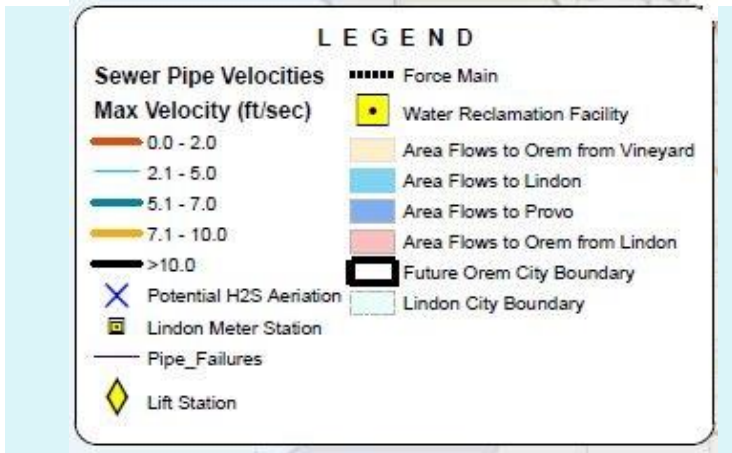 LEGEND
Sewer Pipe Velocities
Max Velocity (ft/sec)
0.0 - 2.0
2.1 - 5.0
5.1 - 7.0
7.1 - 10.0
>10.0
Potential H2S Aeriation
Lindon Meter Station
Pipe_Failures
Lift Station
Force Main
Water Reclamation Facility
Area Flows to Orem from Vineyard
Area Flows to Lindon
Area Flows to Provo
Area Flows to Orem from Lindon
Future Orem City Boundary
Lindon City Boundary